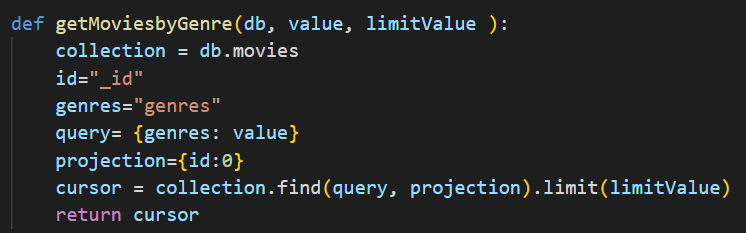 def getMoviesbyGenre(db, value, limitValue ):
    collection = db.movies
    id="_id"
    genres="genres"
    query= {genres: value}
    projection={id:0}
    cursor = collection.find(query, projection).limit(limitValue)
    return cursor